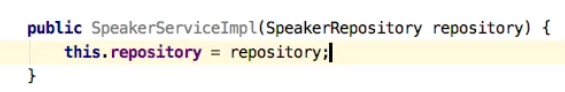 public SpeakerServiceImpl(SpeakerRepository repository) {
    this.repository = repository;
}